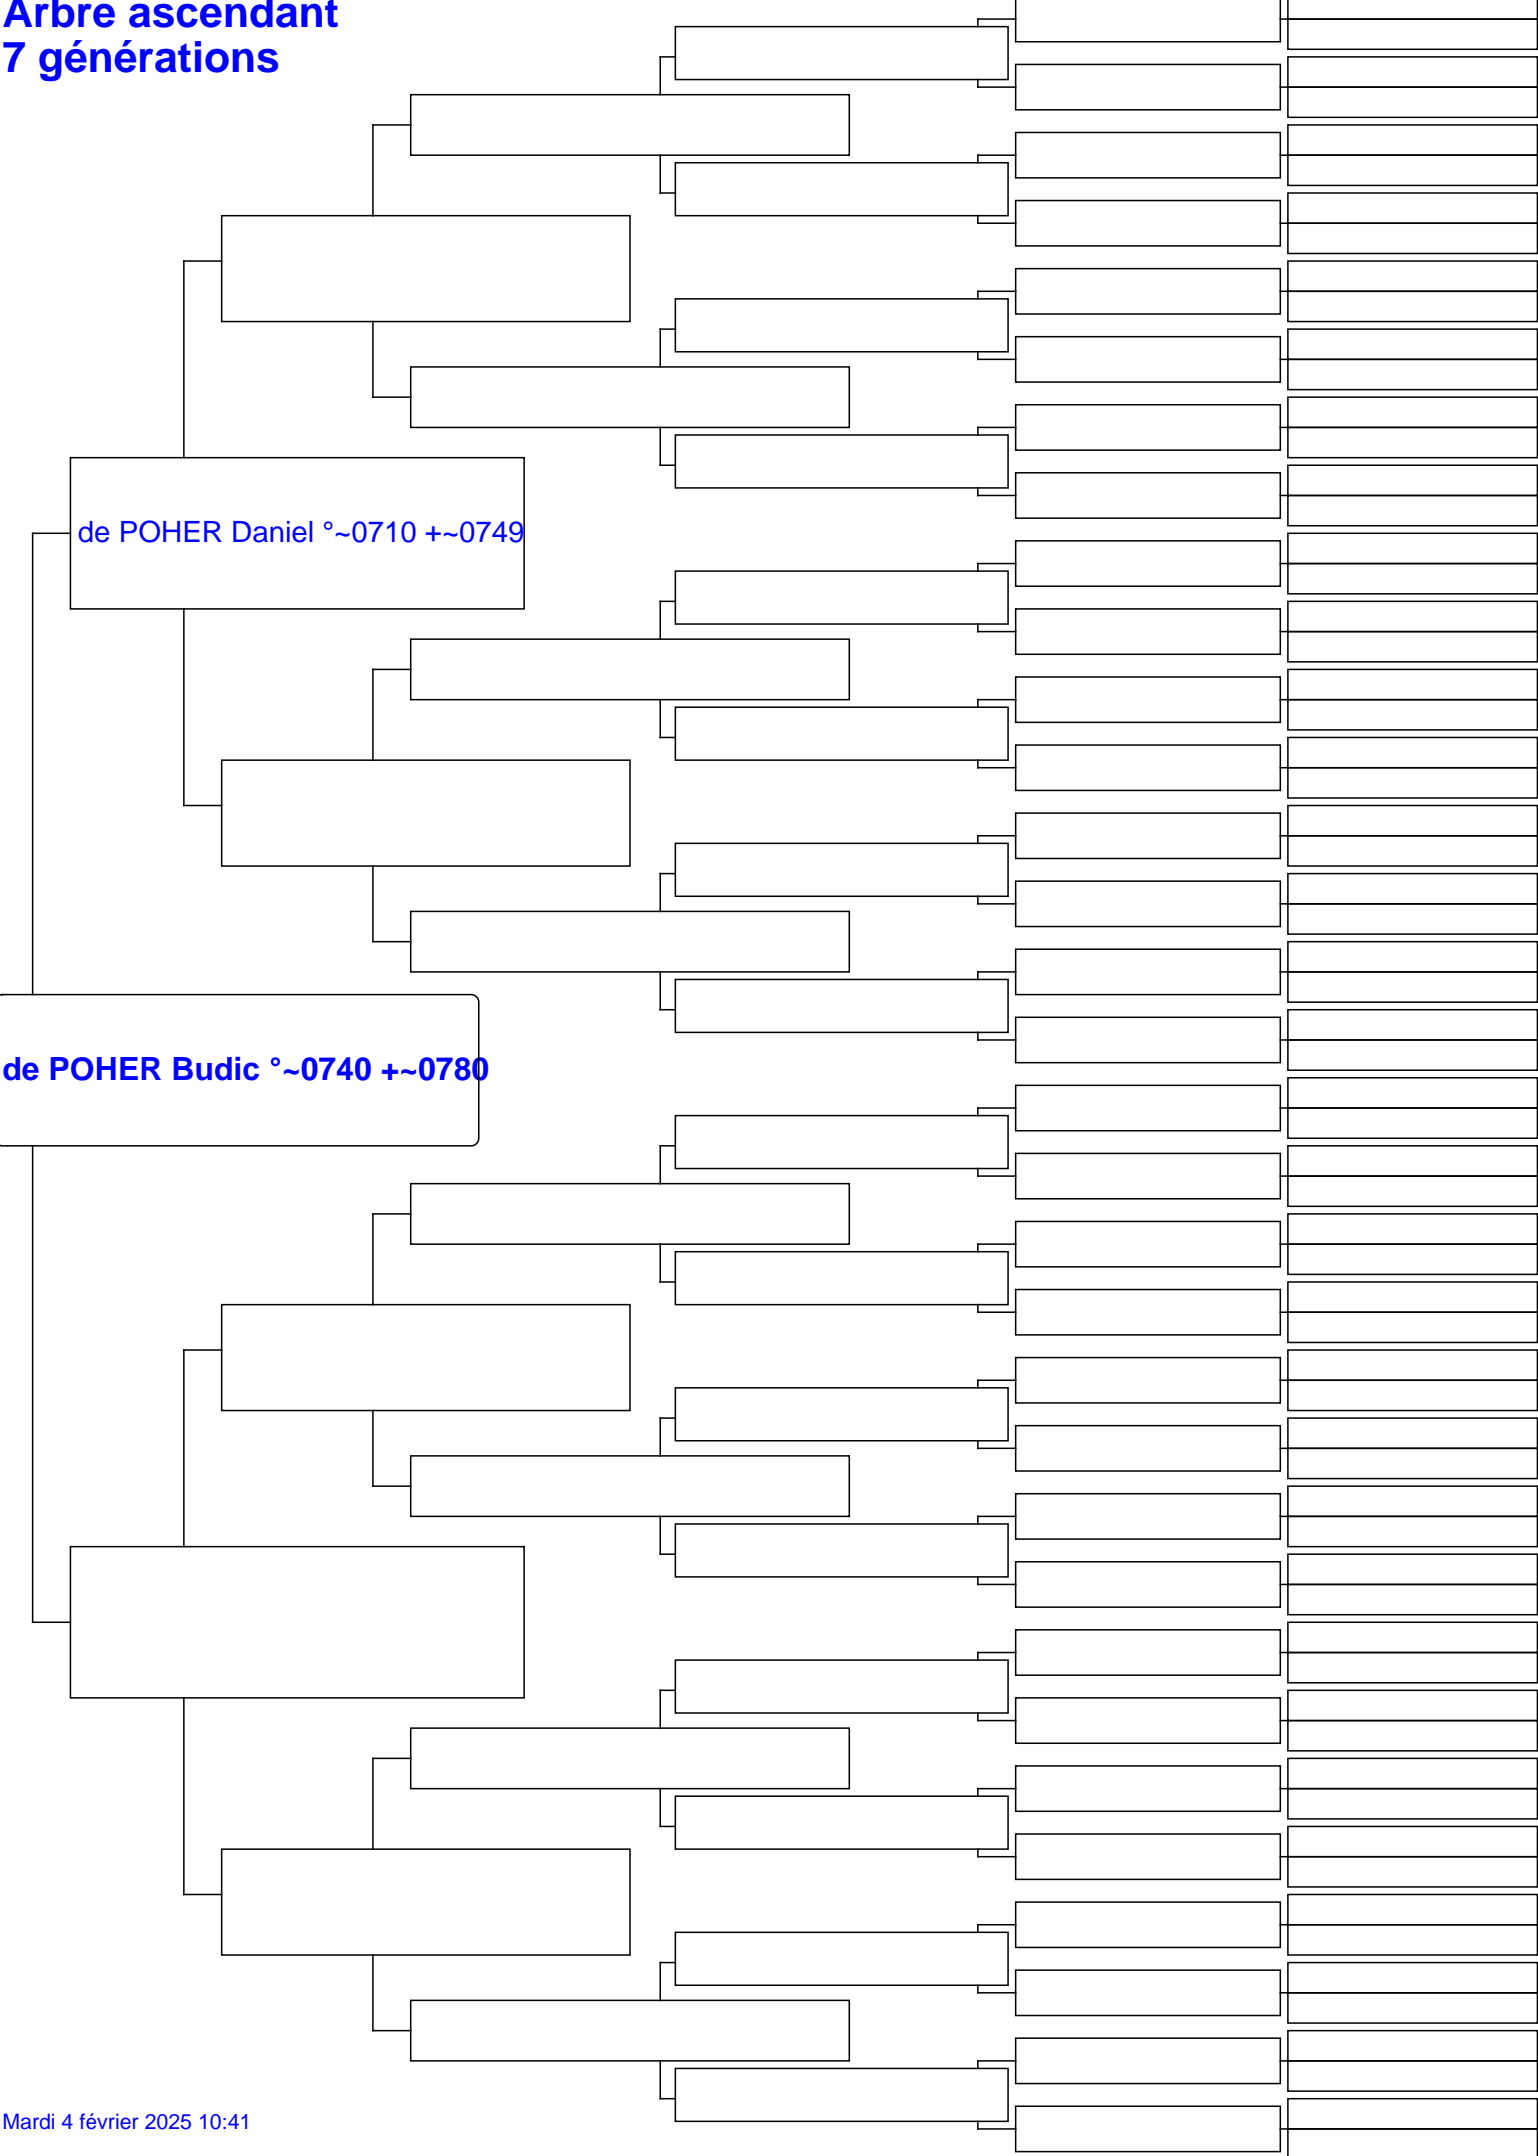 Arbre ascendant
7 générations
de POHER Daniel °~0710 +~0749
de POHER Budic °~0740 +~0780
Mardi 4 février 2025 10:41